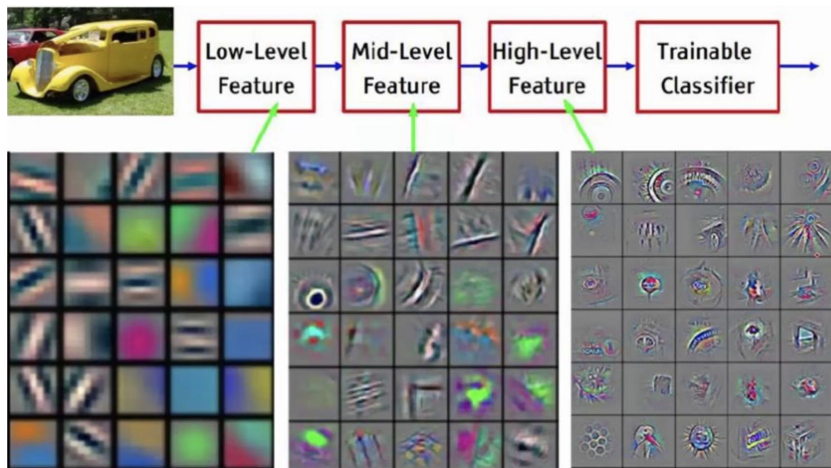 Low-Level
Feature
Mid-Level
Feature
High-Level
Feature
Trainable
Classifier